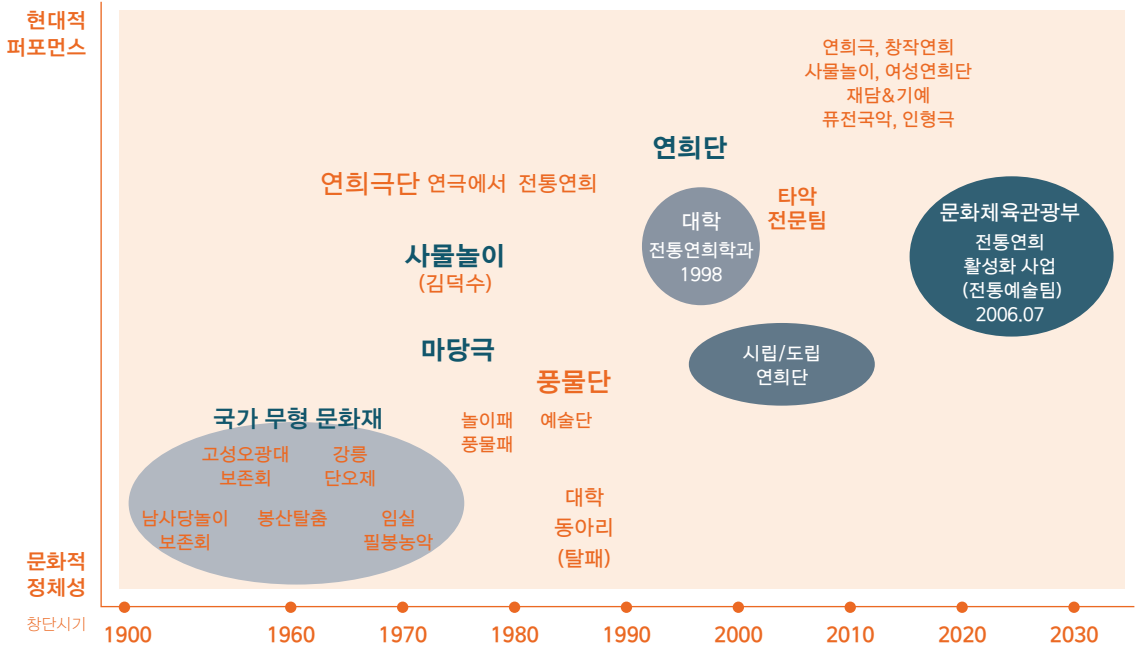 현대적
퍼포먼스
연희극, 창작연희
사물놀이, 여성연희단
재담&기예
퓨전국악, 인형극
연희단
연희극단 연극에서 전통연희
대학
전통연희학과
1998
타악
전문팀
문화체육관광부
전통연희
활성화 사업
(전통예술팀)
2006.07
사물놀이
(김덕수)
마당극
시립/도립
연희단
풍물단
놀이패 예술단
풍물패
국가 무형 문화재
고성오광대
보존회
강릉
단오제
남사당놀이
보존회
봉산탈춤
임실
필봉농악
대학
동아리
(탈패)
문화적
정체성
창단시기
1900 1960 1970 1980 1990 2000 2010 2020 2030